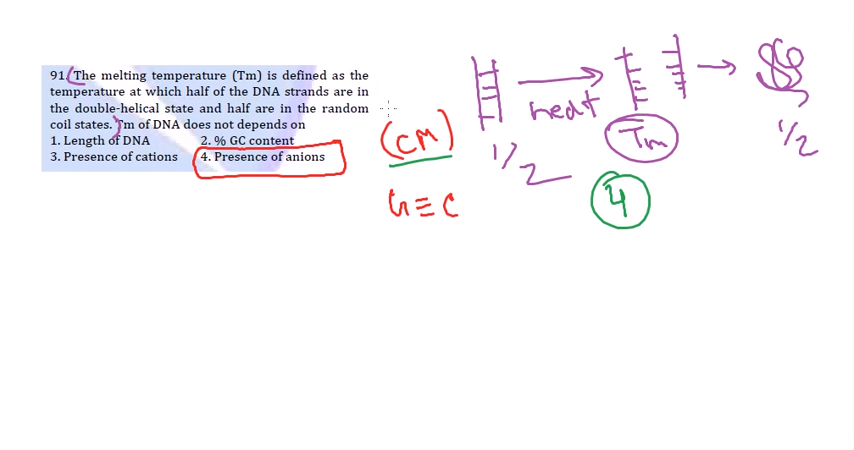 91. The melting temperature (Tm) is defined as the
temperature at which half of the DNA strands are in
the double-helical state and half are in the random
coil states. Tm of DNA does not depends on
1. Length of DNA 2. % GC content
3. Presence of cations 4. Presence of anions
heat
Tm
(CM)
1/2
1/2
G≡C
4